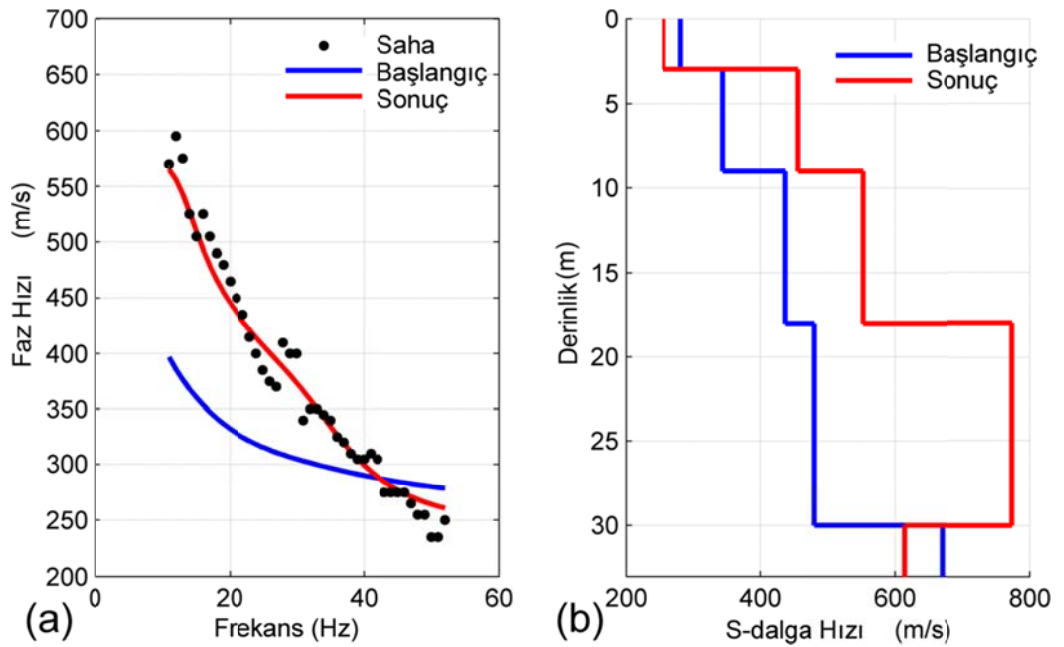 700
650
600
550
500
450
400
350
300
250
200
Faz Hızı (m/s)
Saha
Başlangıç
Sonuç
0
20
40
60
Frekans (Hz)
(a)
0
5
10
15
20
25
30
Derinlik(m)
Başlangıç
Sonuç
200
400
600
800
S-dalga Hızı (m/s)
(b)